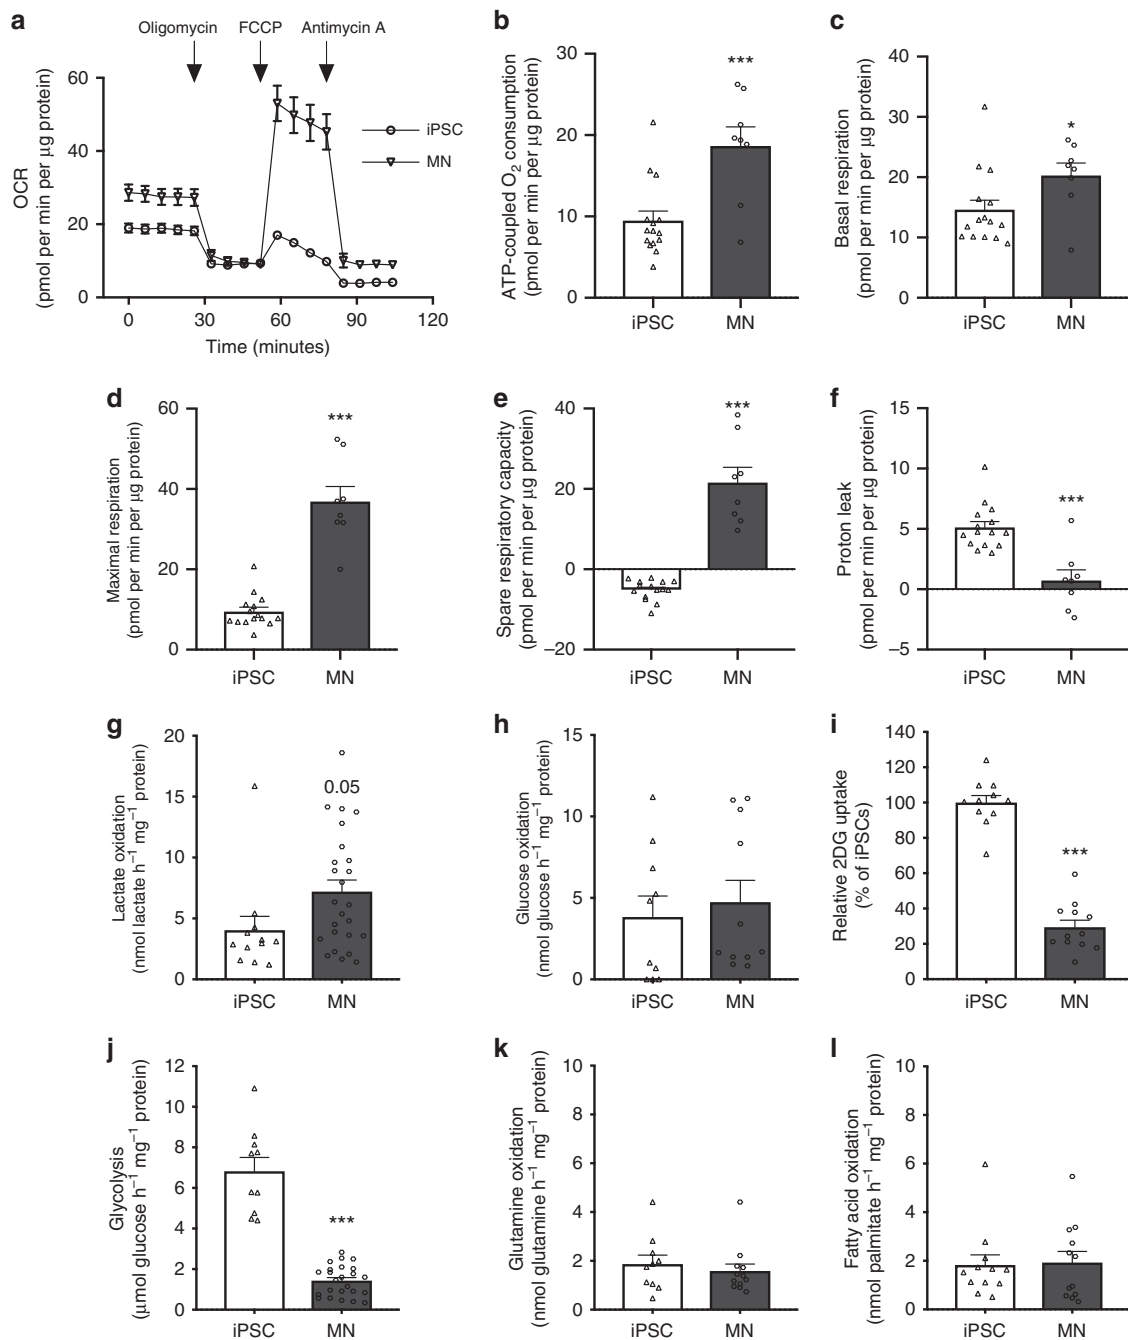 a
Oligomycin FCCP Antimycin A
60
40
20
0
OCR
(pmol per min per µg protein)
iPSC
MN
0 30 60 90 120
Time (minutes)
b
30
20
10
0
ATP-coupled O2 consumption
(pmol per min per µg protein)
***
iPSC MN
c
40
30
20
10
0
Basal respiration
(pmol per min per µg protein)
*
iPSC MN
d
60
40
20
0
Maximal respiration
(pmol per min per µg protein)
***
iPSC MN
e
40
20
0
–20
Spare respiratory capacity
(pmol per min per µg protein)
***
iPSC MN
f
15
10
5
0
–5
Proton leak
(pmol per min per µg protein)
***
iPSC MN
g
20
15
10
5
0
Lactate oxidation
(nmol lactate h–1 mg–1 protein)
0.05
iPSC MN
h
15
10
5
0
Glucose oxidation
(nmol glucose h–1 mg–1 protein)
iPSC MN
i
140
120
100
80
60
40
20
0
Relative 2DG uptake
(% of iPSCs)
***
iPSC MN
j
12
10
8
6
4
2
0
Glycolysis
(µmol glucose h–1 mg–1 protein)
***
iPSC MN
k
10
8
6
4
2
0
Glutamine oxidation
(nmol glutamine h–1 mg–1 protein)
iPSC MN
l
10
8
6
4
2
0
Fatty acid oxidation
(nmol palmitate h–1 mg–1 protein)
iPSC MN